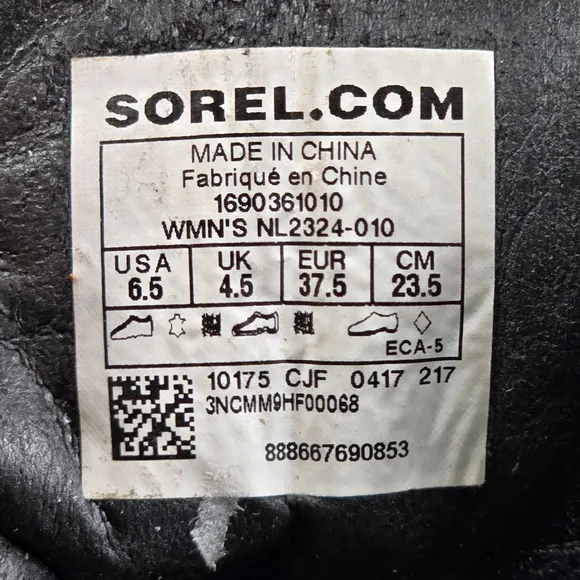 SOREL.COM
MADE IN CHINA
Fabriqué en Chine
1690361010
WMN'S NL2324-010
USA UK EUR CM
6.5 4.5 37.5 23.5
ECA-5
10175 CJF 0417 217
3NCMM9HF00068
888667690853